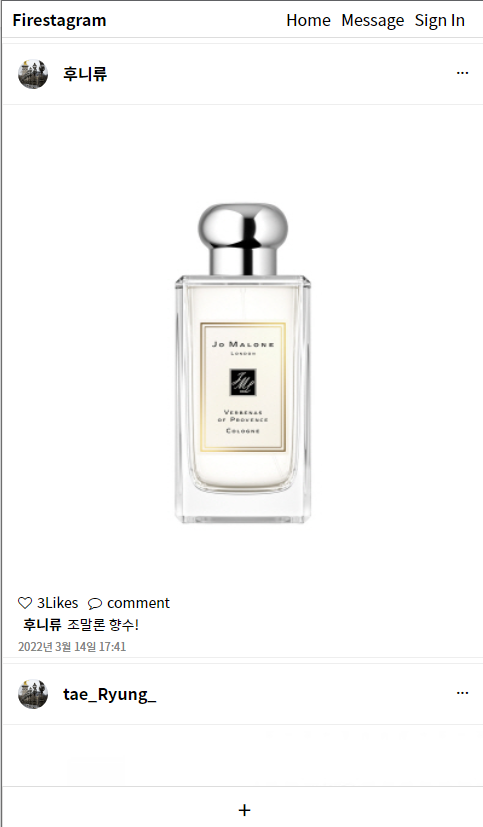 Firestagram Home Message Sign In
후니류 ...
JO MALONE
LONDON
VERBENAS
OF PROVENCE
COLOGNE
3Likes comment
후니류 조말론 향수!
2022년 3월 14일 17:41
tae_Ryung_ ...
+